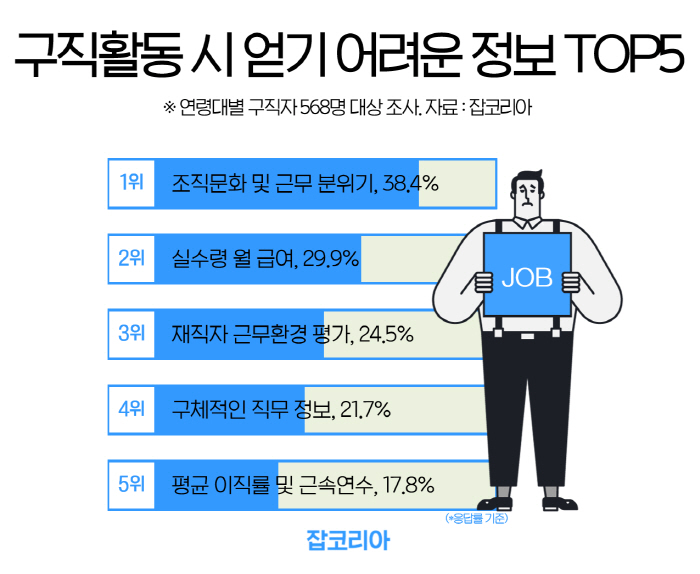 구직활동 시 얻기 어려운 정보 TOP5
※ 연령대별 구직자 568명 대상 조사. 자료 : 잡코리아
1위 조직문화 및 근무 분위기, 38.4%
2위 실수령 월 급여, 29.9%
JOB
3위 재직자 근무환경 평가, 24.5%
4위 구체적인 직무 정보, 21.7%
5위 평균 이직률 및 근속연수, 17.8%
(*응답률 기준)
잡코리아